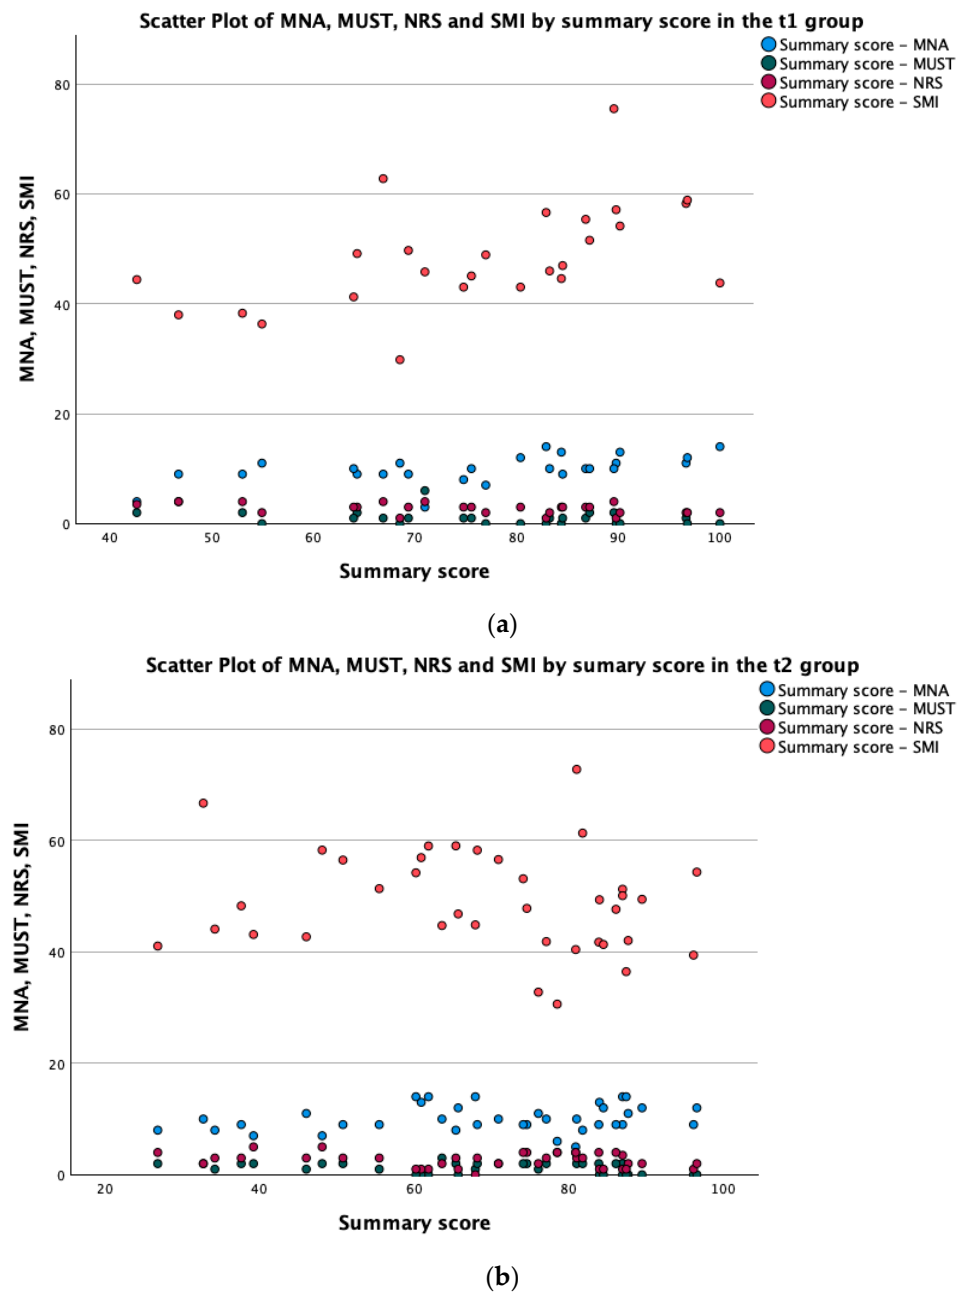 Scatter Plot of MNA, MUST, NRS and SMI by summary score in the t1 group
Summary score – MNA
Summary score – MUST
Summary score – NRS
Summary score – SMI
MNA, MUST, NRS, SMI
80
60
40
20
0
40 50 60 70 80 90 100
Summary score
(a)
Scatter Plot of MNA, MUST, NRS and SMI by sumary score in the t2 group
Summary score – MNA
Summary score – MUST
Summary score – NRS
Summary score – SMI
MNA, MUST, NRS, SMI
80
60
40
20
0
20 40 60 80 100
Summary score
(b)